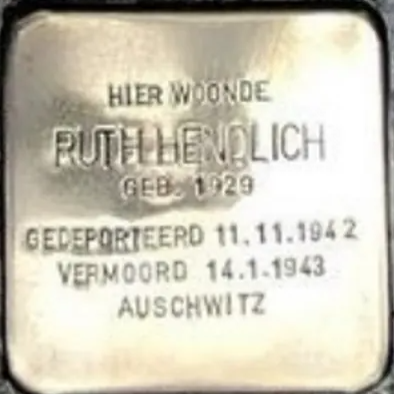 HIER WOONDE
RUTH HENDLICH
GEB. 1929
GEDEPORTEERD 11.11.1942
VERMOORD 14.1.1943
AUSCHWITZ